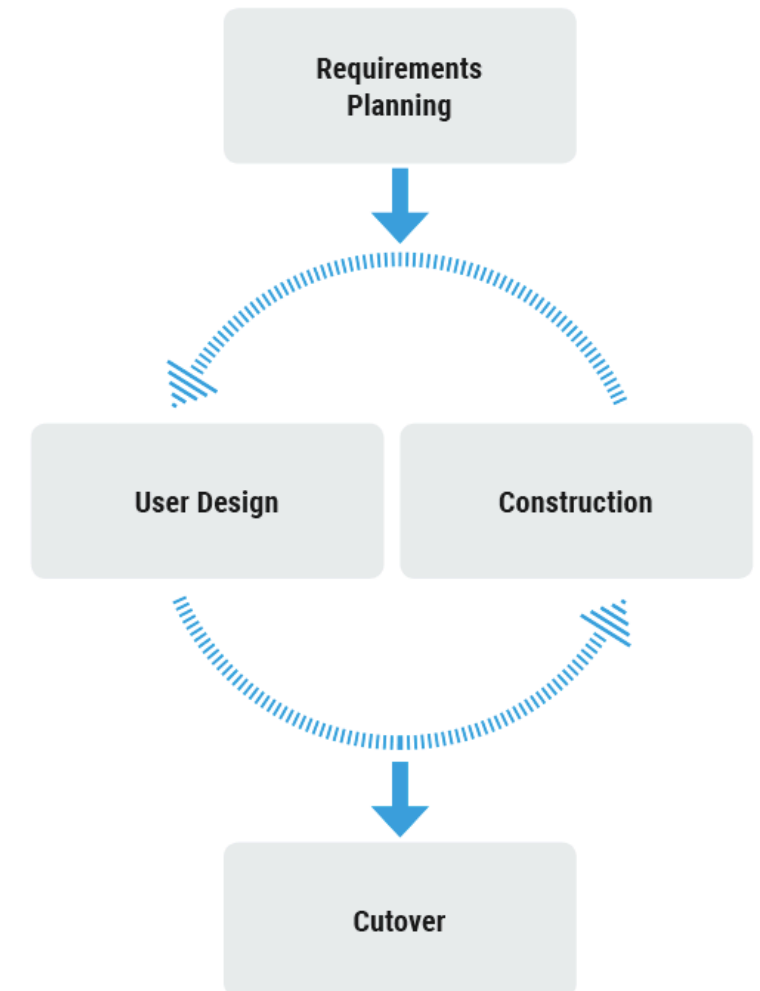 Requirements
Planning
User Design
Construction
Cutover